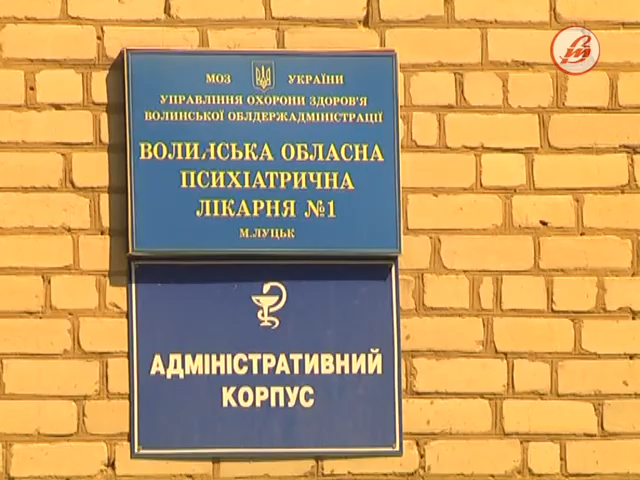 МОЗ УКРАЇНИ
УПРАВЛІННЯ ОХОРОНИ ЗДОРОВ'Я
ВОЛИНСЬКОЇ ОБЛДЕРЖАДМІНІСТРАЦІЇ
ВОЛИНСЬКА ОБЛАСНА
ПСИХІАТРИЧНА
ЛІКАРНЯ №1
М.ЛУЦЬК
АДМІНІСТРАТИВНИЙ
КОРПУС